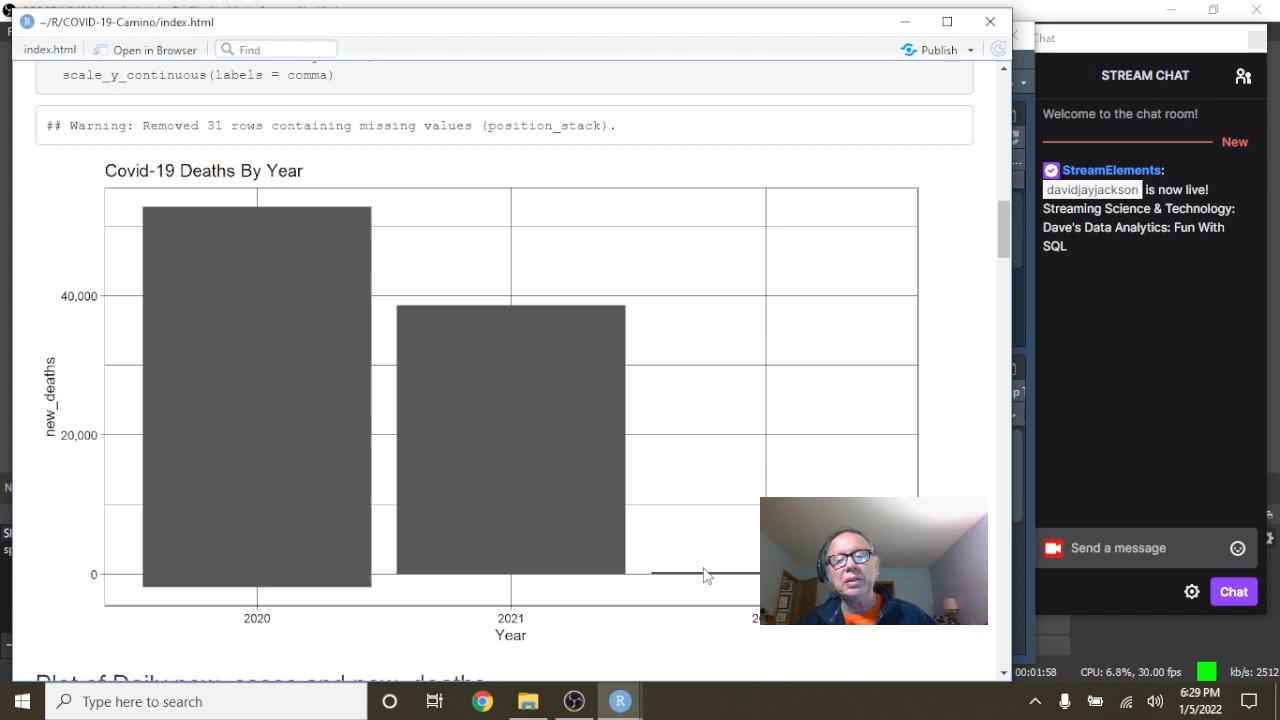 ~/R/COVID-19-Camino/index.html
index.html
Open in Browser
Find
Publish
scale_y_continuous(labels = comma)
## Warning: Removed 31 rows containing missing values (position_stack).
Covid-19 Deaths By Year
40,000
20,000
0
new_deaths
2020
2021
Year
Chat
STREAM CHAT
Welcome to the chat room!
New
StreamElements:
davidjayjackson is now live!
Streaming Science & Technology:
Dave's Data Analytics: Fun With
SQL
Send a message
Chat
00:01:58
CPU: 6.8%, 30.00 fps
kb/s: 2512
Type here to search
6:29 PM
1/5/2022